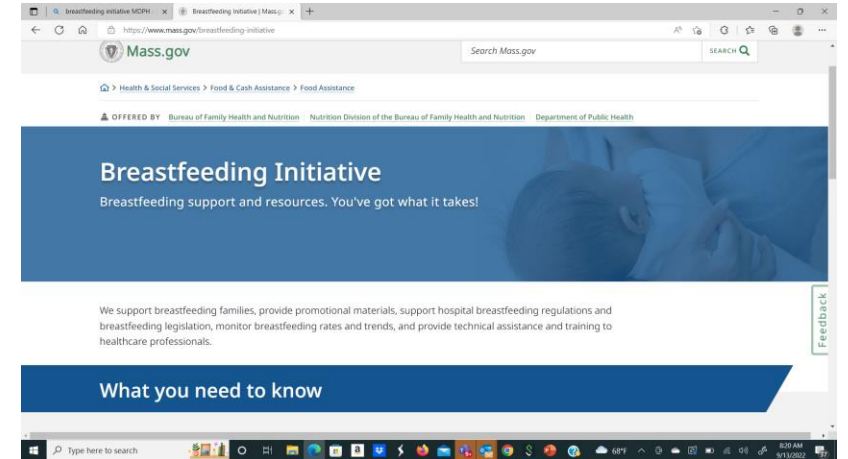 breastfeeding initiative MDPH
Breastfeeding Initiative | Mass.g
https://www.mass.gov/breastfeeding-initiative
Mass.gov
Search Mass.gov
SEARCH
> Health & Social Services > Food & Cash Assistance > Food Assistance
OFFERED BY Bureau of Family Health and Nutrition | Nutrition Division of the Bureau of Family Health and Nutrition Department of Public Health
Breastfeeding Initiative
Breastfeeding support and resources. You've got what it takes!
We support breastfeeding families, provide promotional materials, support hospital breastfeeding regulations and
breastfeeding legislation, monitor breastfeeding rates and trends, and provide technical assistance and training to
healthcare professionals.
Feedback
What you need to know
Type here to search
68°F
8:20 AM
9/13/2022